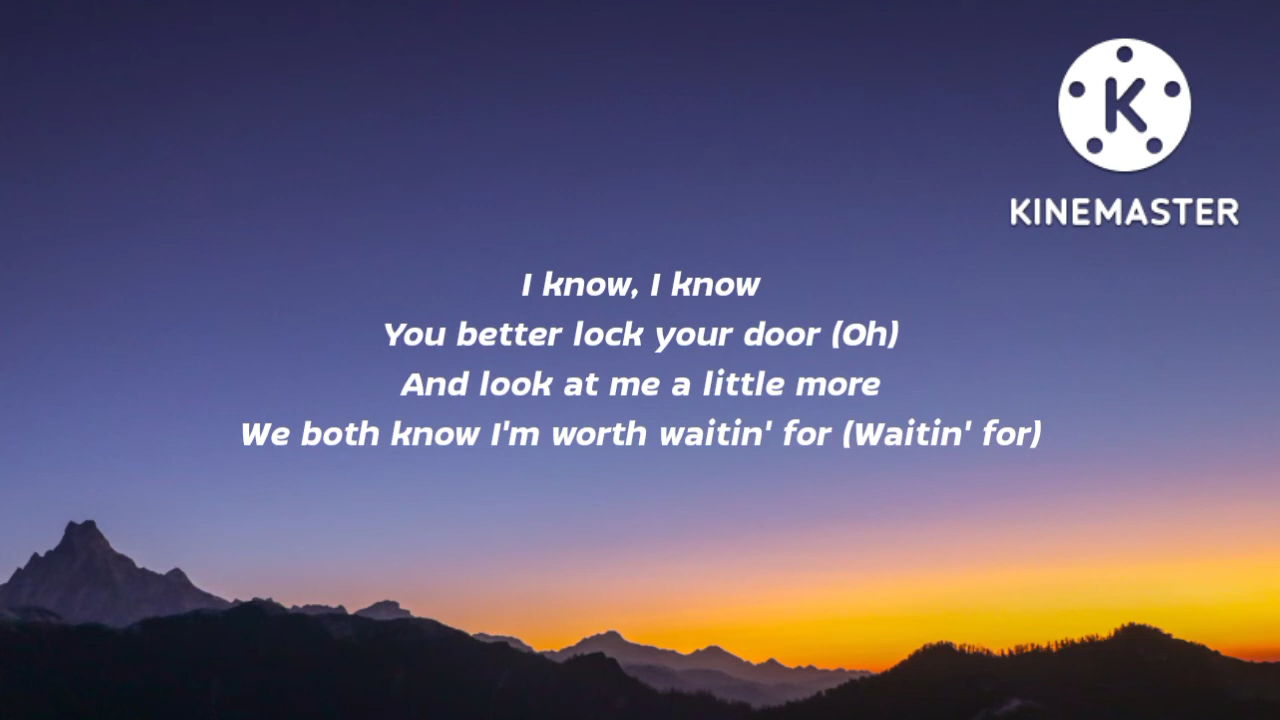 K
KINEMASTER
I know, I know
You better lock your door (Oh)
And look at me a little more
We both know I'm worth waitin' for (Waitin' for)